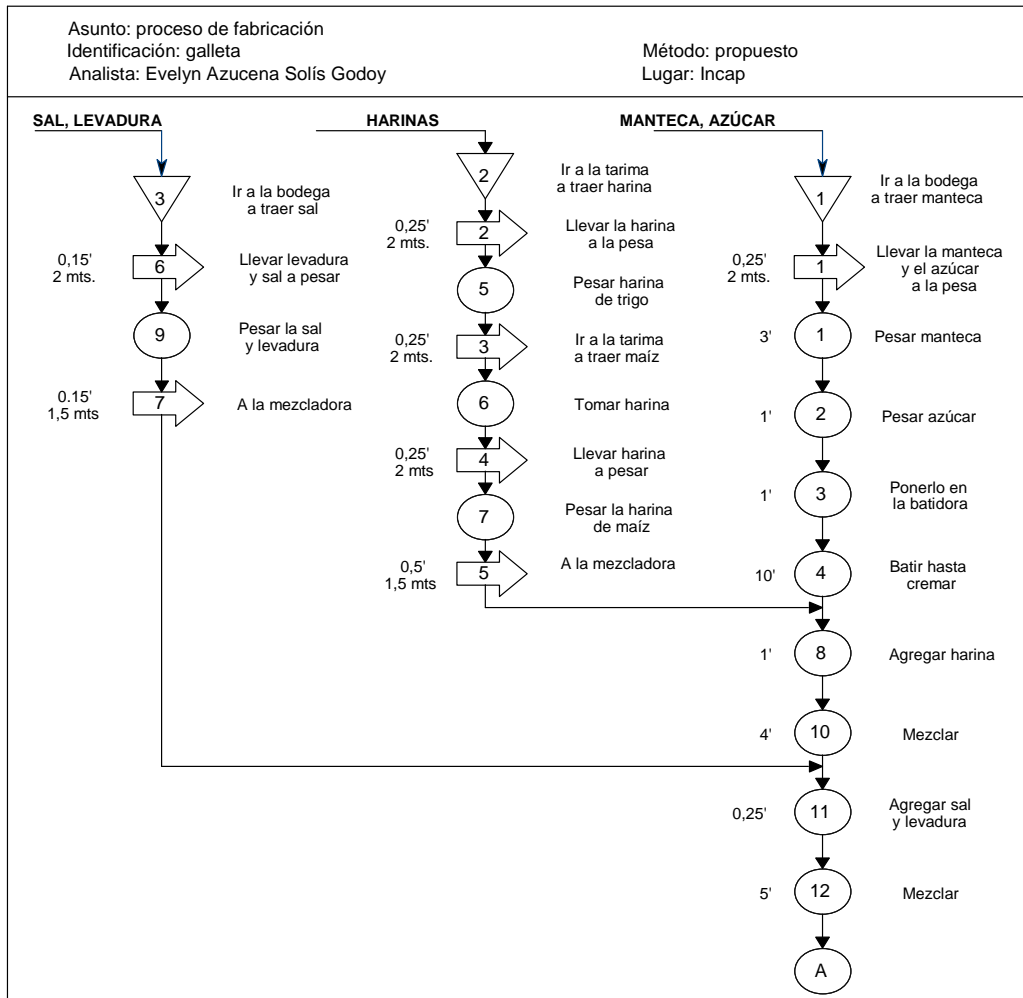 Asunto: proceso de fabricación
Identificación: galleta
Analista: Evelyn Azucena Solís Godoy
Método: propuesto
Lugar: Incap
SAL, LEVADURA
3
Ir a la bodega
a traer sal
0,15'
2 mts.
6
Llevar levadura
y sal a pesar
9
Pesar la sal
y levadura
0.15'
1,5 mts
7
A la mezcladora
HARINAS
2
Ir a la tarima
a traer harina
0,25'
2 mts.
2
Llevar la harina
a la pesa
5
Pesar harina
de trigo
0,25'
2 mts.
3
Ir a la tarima
a traer maíz
6
Tomar harina
0,25'
2 mts
4
Llevar harina
a pesar
7
Pesar la harina
de maíz
0,5'
1,5 mts
5
A la mezcladora
MANTECA, AZÚCAR
1
Ir a la bodega
a traer manteca
0,25'
2 mts.
1
Llevar la manteca
y el azúcar
a la pesa
3'
1
Pesar manteca
1'
2
Pesar azúcar
1'
3
Ponerlo en
la batidora
10'
4
Batir hasta
cremar
1'
8
Agregar harina
4'
10
Mezclar
0,25'
11
Agregar sal
y levadura
5'
12
Mezclar
A